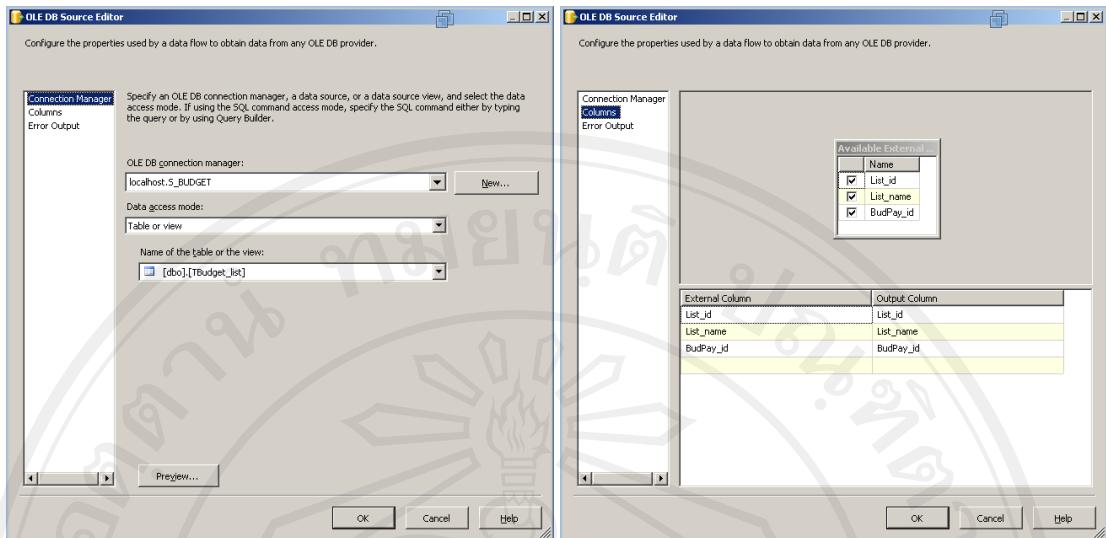 OLE DB Source Editor
Configure the properties used by a data flow to obtain data from any OLE DB provider.
Connection Manager
Columns
Error Output
Specify an OLE DB connection manager, a data source, or a data source view, and select the data
access mode. If using the SQL command access mode, specify the SQL command either by typing
the query or by using Query Builder.
OLE DB connection manager:
localhost.S_BUDGET
New...
Data access mode:
Table or view
Name of the table or the view:
[dbo].[TBudget_list]
Preview...
OK Cancel Help
OLE DB Source Editor
Configure the properties used by a data flow to obtain data from any OLE DB provider.
Connection Manager
Columns
Error Output
Available External ...
Name
List_id
List_name
BudPay_id
External Column Output Column
List_id List_id
List_name List_name
BudPay_id BudPay_id
OK Cancel Help